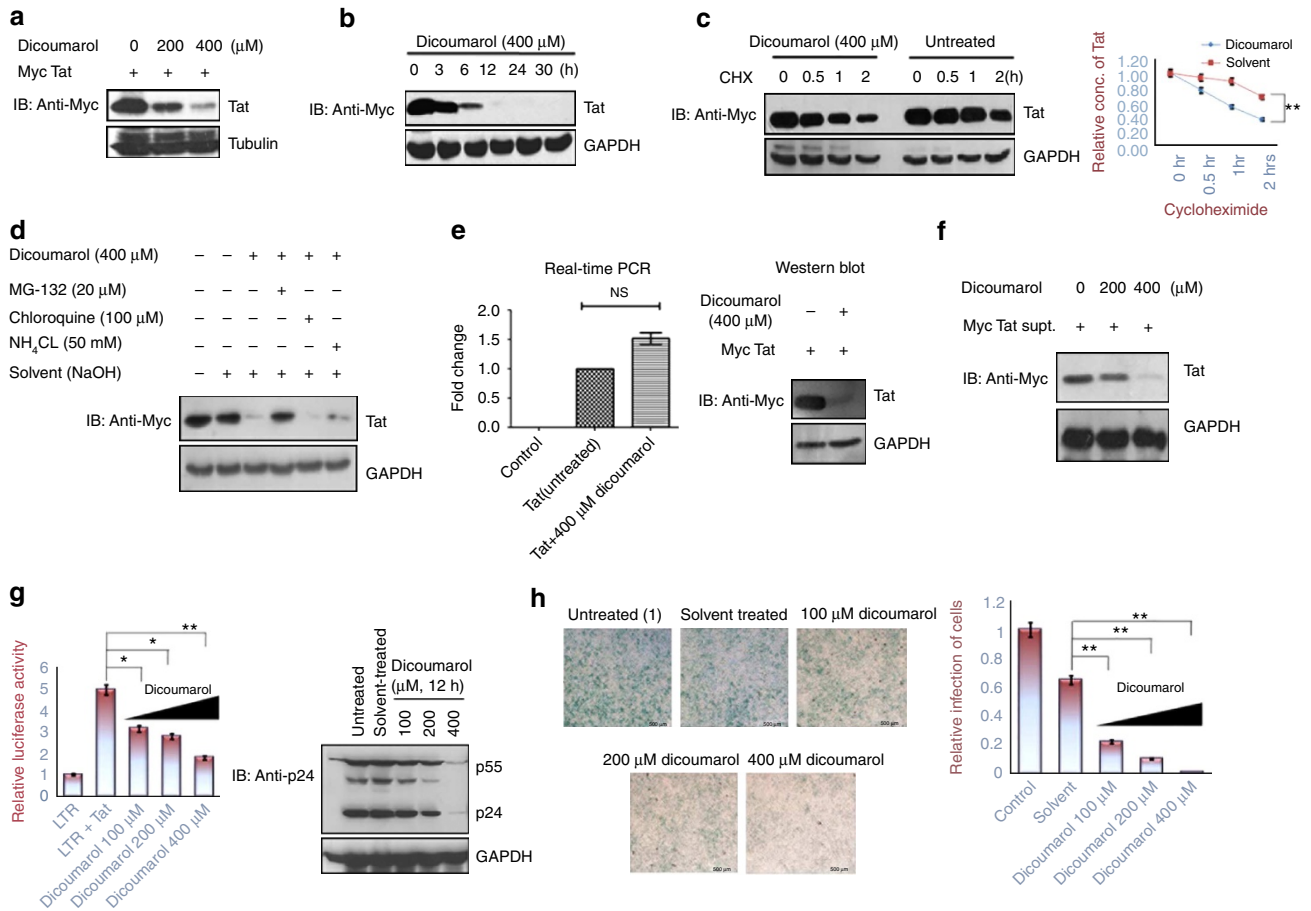 a
Dicoumarol 0 200 400 (μM)
Myc Tat + + +
IB: Anti-Myc Tat
Tubulin
b
Dicoumarol (400 μM)
0 3 6 12 24 30 (h)
IB: Anti-Myc Tat
GAPDH
c
Dicoumarol (400 μM) Untreated
CHX 0 0.5 1 2 0 0.5 1 2(h)
IB: Anti-Myc Tat
GAPDH
Dicoumarol
Solvent
Relative conc. of Tat
1.20
1.00
0.80
0.60
0.40
0.20
0.00
**
0 hr 0.5 hr 1hr 2 hrs
Cycloheximide
d
Dicoumarol (400 μM) – – + + + +
MG-132 (20 μM) – – – + – –
Chloroquine (100 μM) – – – – + –
NH4CL (50 mM) – – – – – +
Solvent (NaOH) – + + + + +
IB: Anti-Myc Tat
GAPDH
e
Real-time PCR
NS
Fold change
2.0
1.5
1.0
0.5
0.0
Control
Tat(untreated)
Tat+400 μM dicoumarol
Western blot
Dicoumarol
(400 μM) – +
Myc Tat + +
IB: Anti-Myc Tat
GAPDH
f
Dicoumarol 0 200 400 (μM)
Myc Tat supt. + + +
IB: Anti-Myc Tat
GAPDH
g
Relative luciferase activity
6
5
4
3
2
1
0
**
*
*
Dicoumarol
LTR
LTR + Tat
Dicoumarol 100 μM
Dicoumarol 200 μM
Dicoumarol 400 μM
Untreated
Solvent-treated
Dicoumarol
(μM, 12 h)
100
200
400
IB: Anti-p24
p55
p24
GAPDH
h
Untreated (1) Solvent treated 100 μM dicoumarol
500 μm 500 μm 500 μm
200 μM dicoumarol 400 μM dicoumarol
500 μm 500 μm
Relative infection of cells
1.2
1
0.8
0.6
0.4
0.2
0
**
**
**
Dicoumarol
Control
Solvent
Dicoumarol 100 μM
Dicoumarol 200 μM
Dicoumarol 400 μM